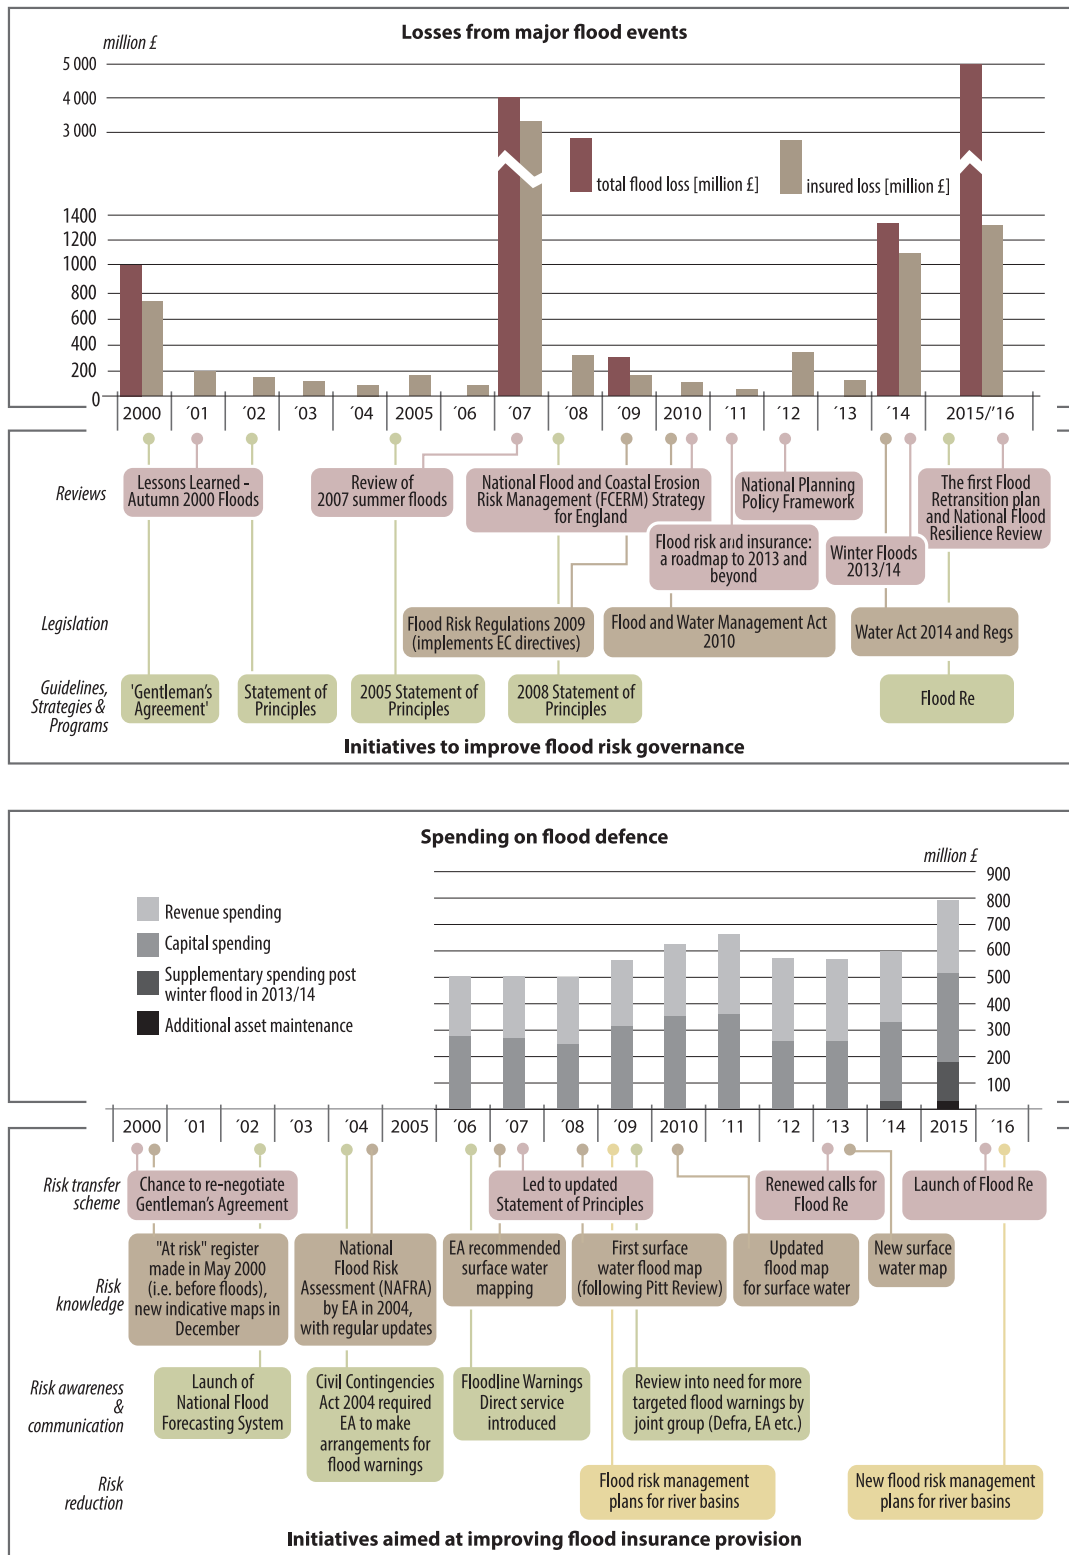 Losses from major flood events
million £
5 000
4 000
3 000
1400
1200
1000
800
600
400
200
0
total flood loss [million £]
insured loss [million £]
2000 ´01 ´02 ´03 ´04 2005 ´06 ´07 ´08 ´09 2010 ´11 ´12 ´13 ´14 2015/'16
Reviews
Lessons Learned -
Autumn 2000 Floods
Review of
2007 summer floods
National Flood and Coastal Erosion
Risk Management (FCERM) Strategy
for England
Flood risk and insurance:
a roadmap to 2013 and
beyond
National Planning
Policy Framework
Winter Floods
2013/14
The first Flood
Retransition plan
and National Flood
Resilience Review
Legislation
Flood Risk Regulations 2009
(implements EC directives)
Flood and Water Management Act
2010
Water Act 2014 and Regs
Guidelines,
Strategies &
Programs
'Gentleman's
Agreement'
Statement of
Principles
2005 Statement of
Principles
2008 Statement of
Principles
Flood Re
Initiatives to improve flood risk governance
Spending on flood defence
million £
900
800
700
600
500
400
300
200
100
Revenue spending
Capital spending
Supplementary spending post
winter flood in 2013/14
Additional asset maintenance
2000 ´01 ´02 ´03 ´04 2005 ´06 ´07 ´08 ´09 2010 ´11 ´12 ´13 ´14 2015 ´16
Risk transfer
scheme
Chance to re-negotiate
Gentleman's Agreement
Led to updated
Statement of Principles
Renewed calls for
Flood Re
Launch of Flood Re
Risk
knowledge
"At risk" register
made in May 2000
(i.e. before floods),
new indicative maps in
December
National
Flood Risk
Assessment (NAFRA)
by EA in 2004,
with regular updates
EA recommended
surface water
mapping
First surface
water flood map
(following Pitt Review)
Updated
flood map
for surface water
New surface
water map
Risk awareness
&
communication
Launch of
National Flood
Forecasting System
Civil Contingencies
Act 2004 required
EA to make
arrangements for
flood warnings
Floodline Warnings
Direct service
introduced
Review into need for more
targeted flood warnings by
joint group (Defra, EA etc.)
Risk
reduction
Flood risk management
plans for river basins
New flood risk management
plans for river basins
Initiatives aimed at improving flood insurance provision